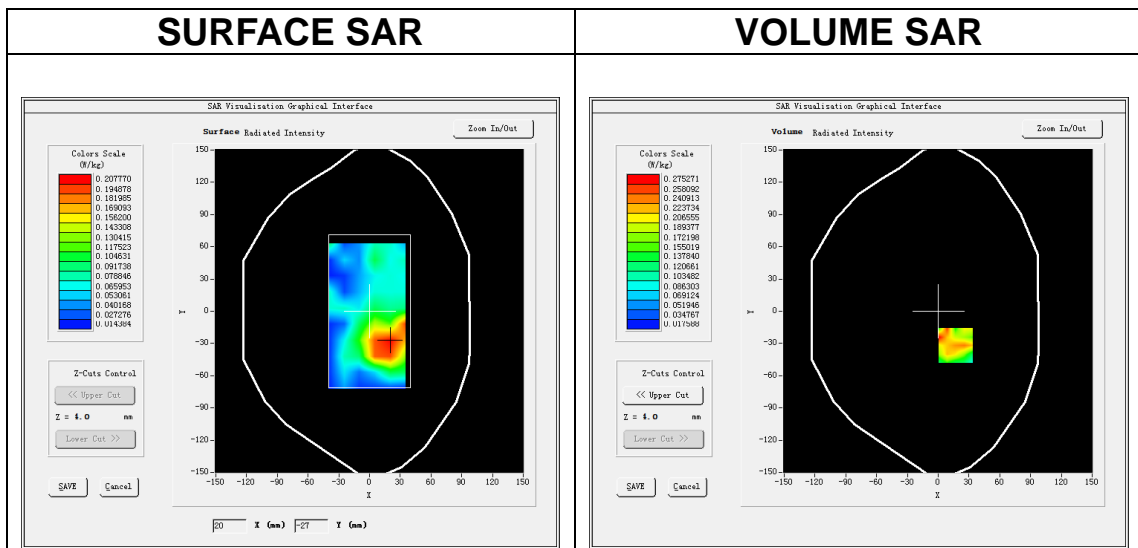 SURFACE SAR
VOLUME SAR
SAR Visualisation Graphical Interface
Surface Radiated Intensity
Zoom In/Out
Colors Scale
(W/kg)
0.207770
0.194878
0.181985
0.169093
0.156200
0.143308
0.130415
0.117523
0.104631
0.091738
0.078846
0.065953
0.053061
0.040168
0.027276
0.014384
Z-Cuts Control
<< Upper Cut
Z = 4.0 mm
Lower Cut >>
SAVE Cancel
150
120
90
60
30
0
-30
-60
-90
-120
-150
Y
-150 -120 -90 -60 -30 0 30 60 90 120 150
X
20 X (mm) -27 Y (mm)
SAR Visualisation Graphical Interface
Volume Radiated Intensity
Zoom In/Out
Colors Scale
(W/kg)
0.275271
0.258092
0.240913
0.223734
0.206555
0.189377
0.172198
0.155019
0.137840
0.120661
0.103482
0.086303
0.069124
0.051946
0.034767
0.017588
Z-Cuts Control
<< Upper Cut
Z = 4.0 mm
Lower Cut >>
SAVE Cancel
150
120
90
60
30
0
-30
-60
-90
-120
-150
Y
-150 -120 -90 -60 -30 0 30 60 90 120 150
X